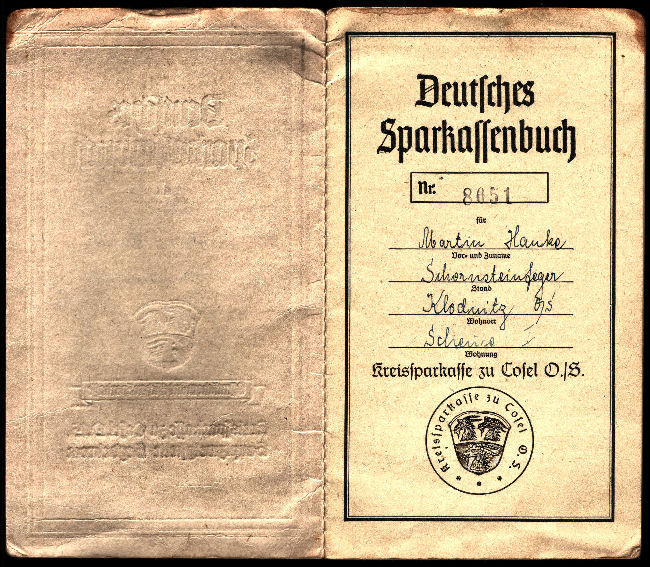 Deutsches
Sparkassenbuch
Nr. 8651
für
Martin Hanke
Vor- und Zuname
Schornsteinfeger
Stand
Klodnitz O/S
Wohnort
Wohnung
Kreissparkasse zu Cosel O./S.
Kreissparkasse zu Cosel O. S.